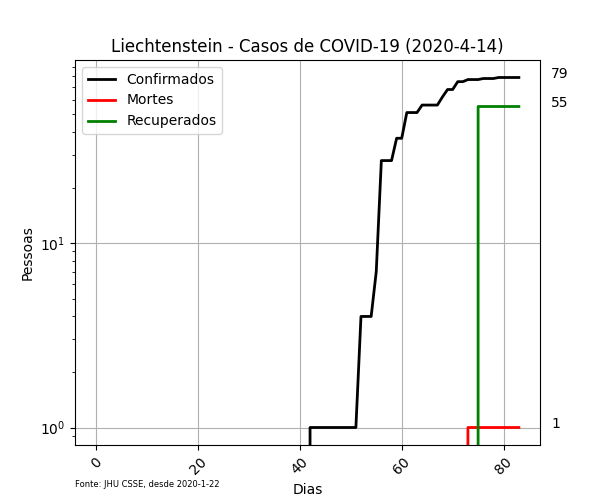 Liechtenstein - Casos de COVID-19 (2020-4-14)
Confirmados
Mortes
Recuperados
79
55
1
Pessoas
10¹
10⁰
0
20
40
60
80
Dias
Fonte: JHU CSSE, desde 2020-1-22